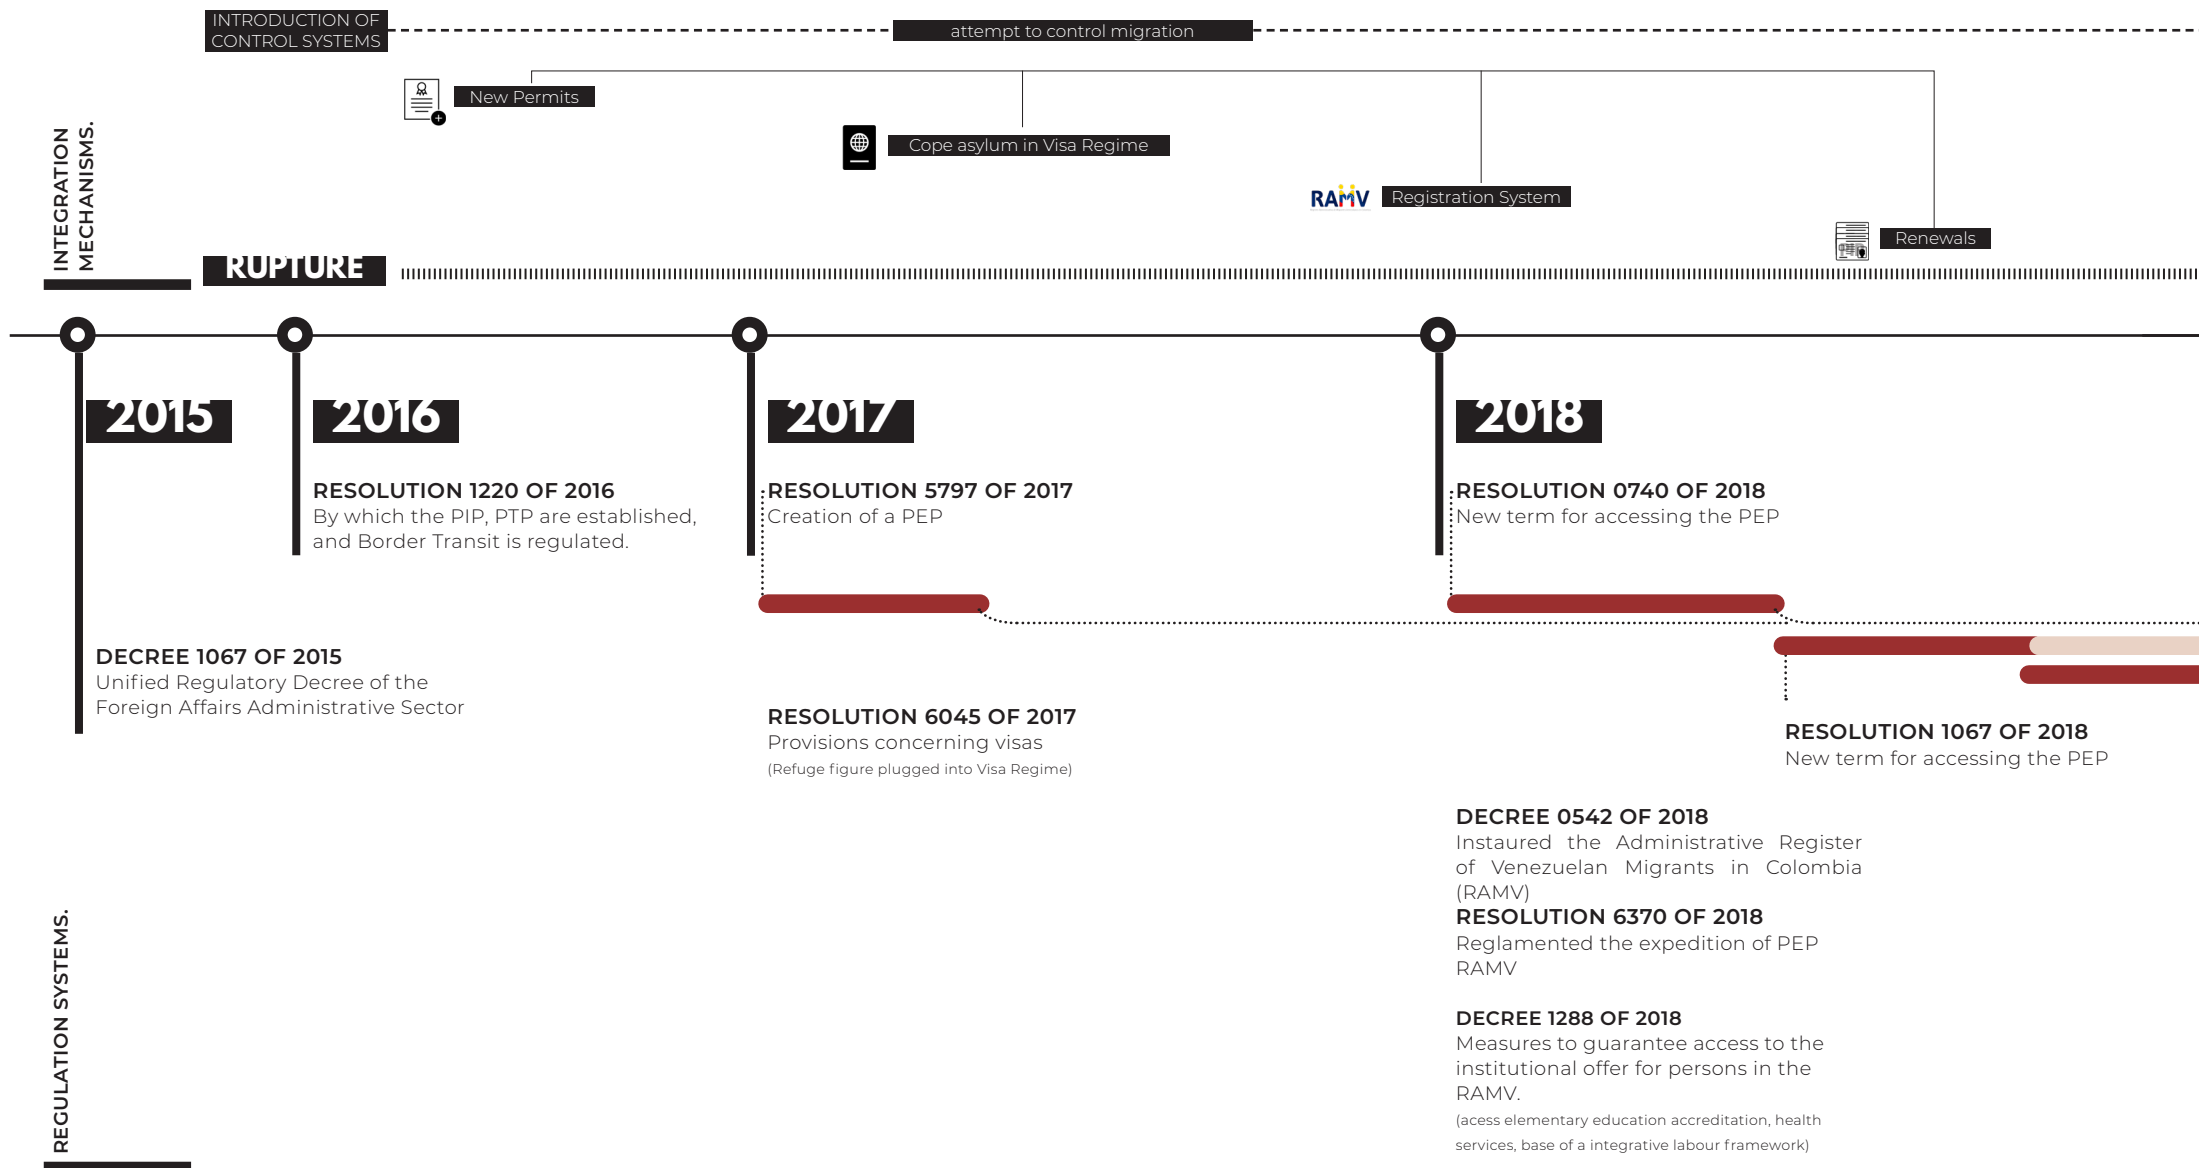 INTRODUCTION OF
CONTROL SYSTEMS
attempt to control migration
New Permits
Cope asylum in Visa Regime
RAMV
Registration System
Renewals
INTEGRATION
MECHANISMS.
RUPTURE
2015
2016
2017
2018
RESOLUTION 1220 OF 2016
By which the PIP, PTP are established,
and Border Transit is regulated.
RESOLUTION 5797 OF 2017
Creation of a PEP
RESOLUTION 0740 OF 2018
New term for accessing the PEP
DECREE 1067 OF 2015
Unified Regulatory Decree of the
Foreign Affairs Administrative Sector
RESOLUTION 6045 OF 2017
Provisions concerning visas
(Refuge figure plugged into Visa Regime)
RESOLUTION 1067 OF 2018
New term for accessing the PEP
DECREE 0542 OF 2018
Instaured the Administrative Register
of Venezuelan Migrants in Colombia
(RAMV)
RESOLUTION 6370 OF 2018
Reglamented the expedition of PEP
RAMV
DECREE 1288 OF 2018
Measures to guarantee access to the
institutional offer for persons in the
RAMV.
(acess elementary education accreditation, health
services, base of a integrative labour framework)
REGULATION SYSTEMS.